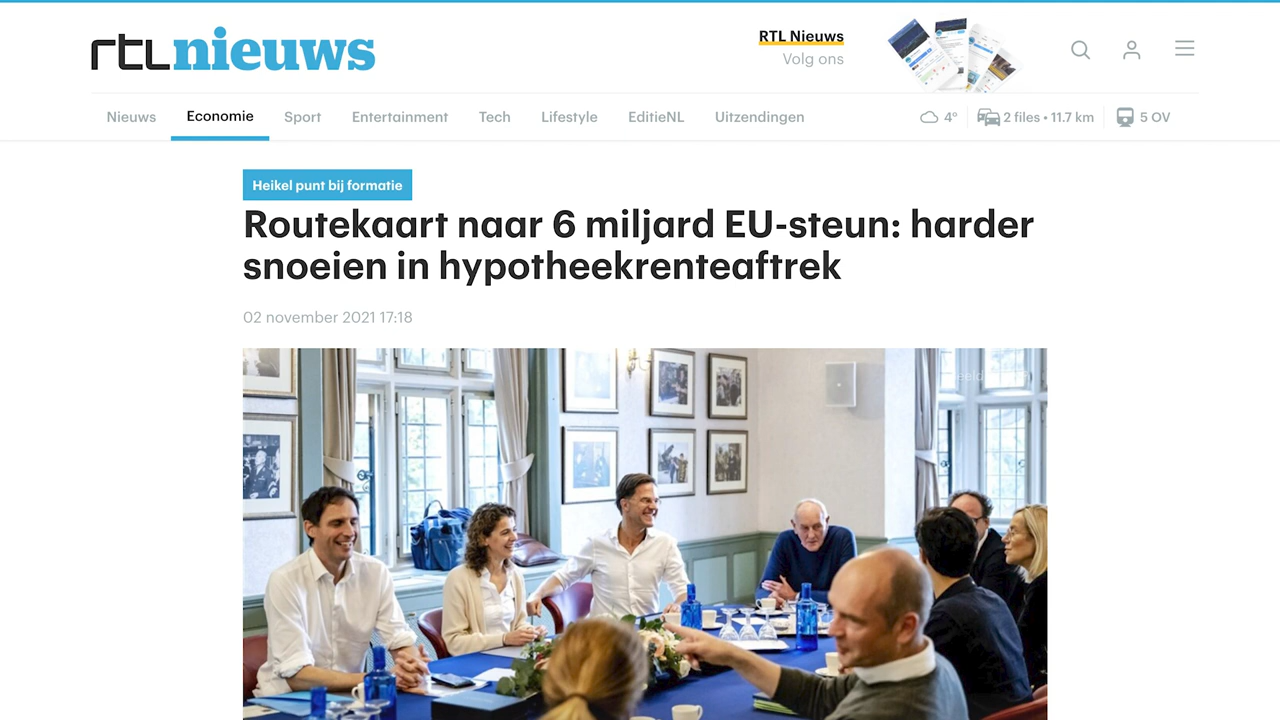 rtlnieuws
RTL Nieuws
Volg ons
Nieuws
Economie
Sport
Entertainment
Tech
Lifestyle
EditieNL
Uitzendingen
4°
2 files • 11.7 km
5 OV
Heikel punt bij formatie
Routekaart naar 6 miljard EU-steun: harder
snoeien in hypotheekrenteaftrek
02 november 2021 17:18